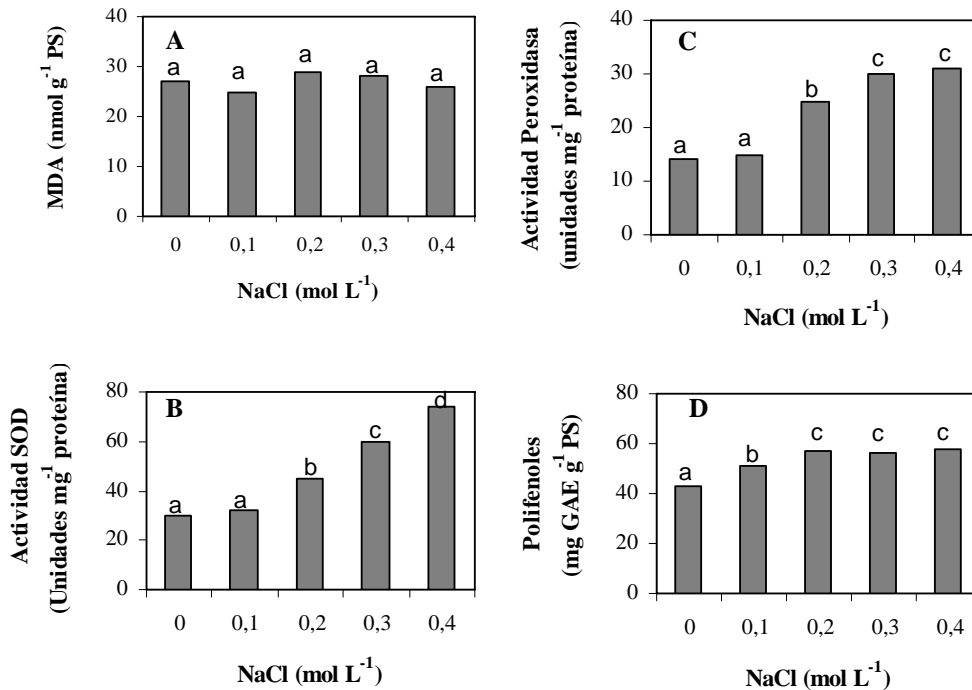 A
MDA (nmol g⁻¹ PS)
40
30
20
10
0
a a a a a
0 0,1 0,2 0,3 0,4
NaCl (mol L⁻¹)
C
Actividad Peroxidasa
(unidades mg⁻¹ proteína)
40
30
20
10
0
a a b c c
0 0,1 0,2 0,3 0,4
NaCl (mol L⁻¹)
B
Actividad SOD
(Unidades mg⁻¹ proteína)
80
60
40
20
0
a a b c d
0 0,1 0,2 0,3 0,4
NaCl (mol L⁻¹)
D
Polifenoles
(mg GAE g⁻¹ PS)
80
60
40
20
0
a b c c c
0 0,1 0,2 0,3 0,4
NaCl (mol L⁻¹)